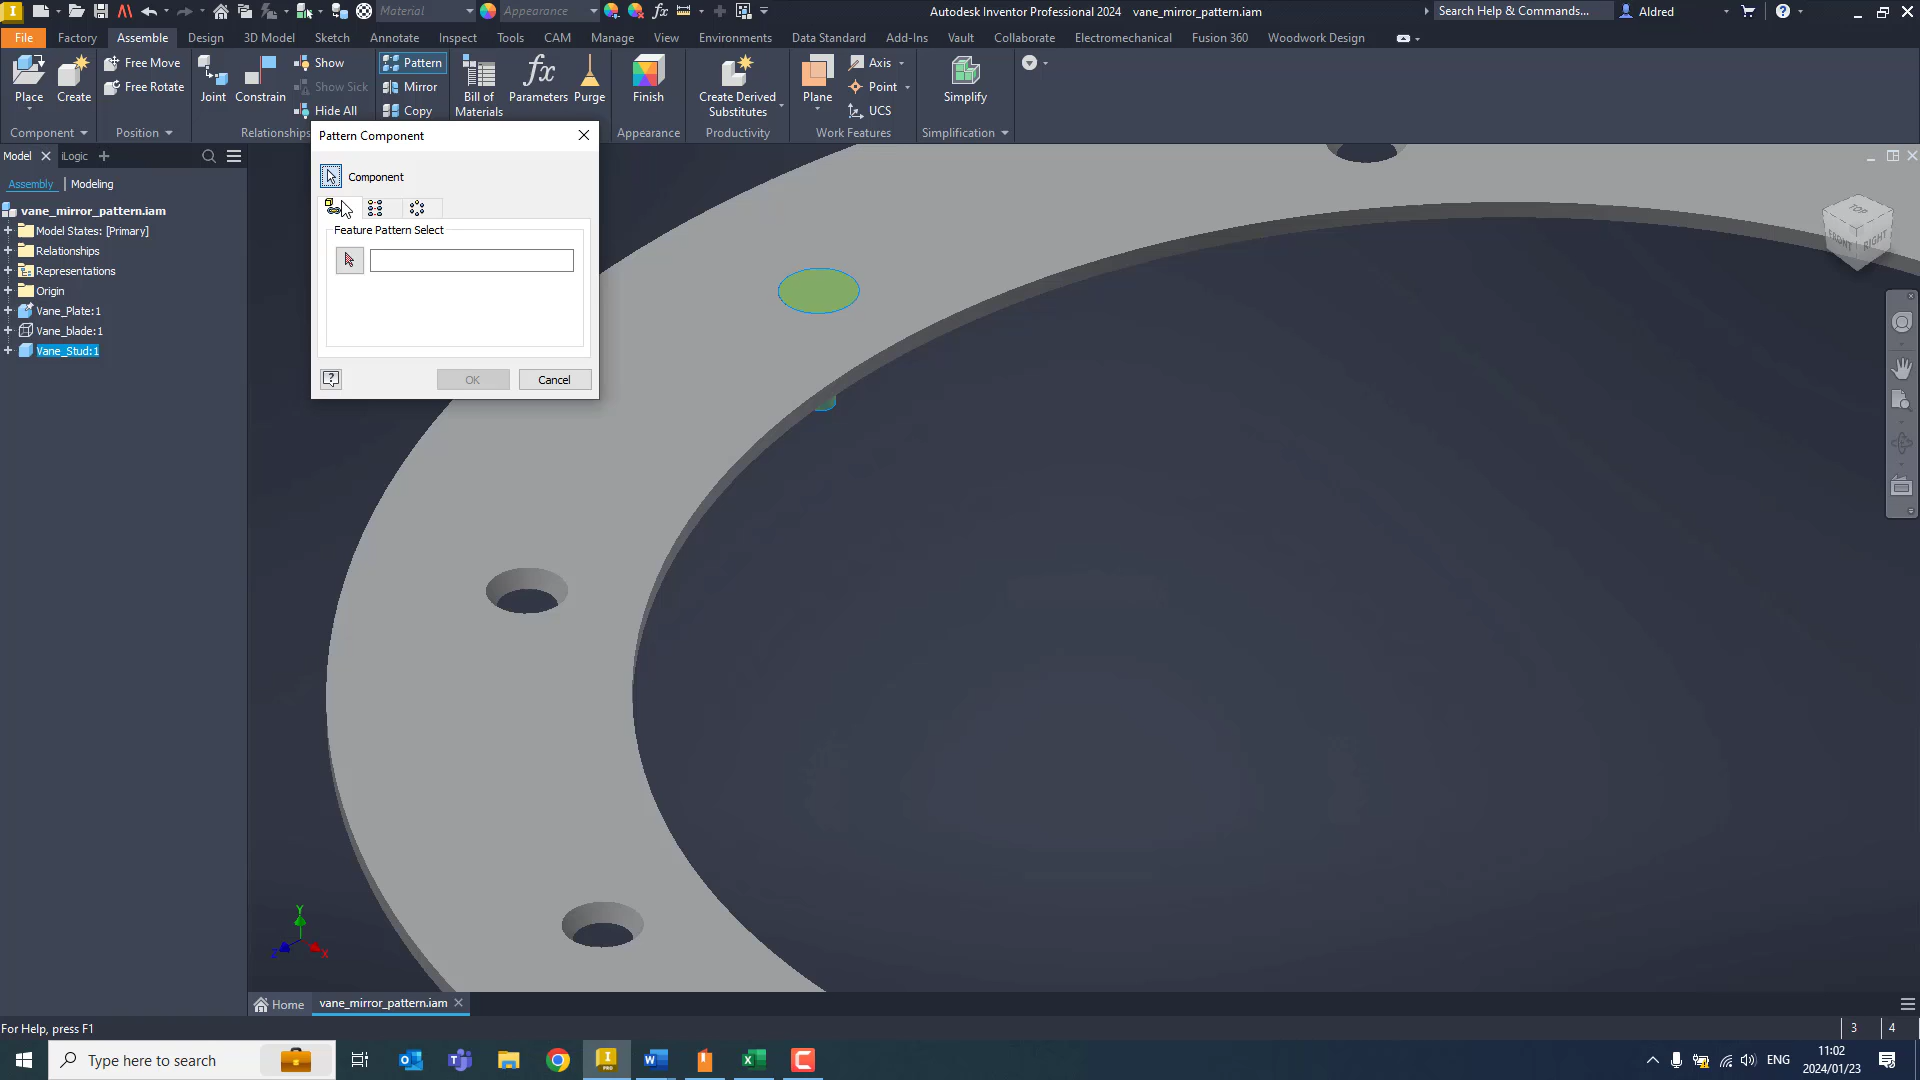 Material
Appearance
Autodesk Inventor Professional 2024 vane_mirror_pattern.iam
Search Help & Commands...
Aldred
File Factory Assemble Design 3D Model Sketch Annotate Inspect Tools CAM Manage View Environments Data Standard Add-Ins Vault Collaborate Electromechanical Fusion 360 Woodwork Design
Place
Create
Free Move
Free Rotate
Joint
Constrain
Show
Show Sick
Hide All
Pattern
Mirror
Copy
Bill of
Materials
Parameters
Purge
Finish
Create Derived
Substitutes
Plane
Axis
Point
UCS
Simplify
Component
Position
Relationships
Appearance
Productivity
Work Features
Simplification
Model
iLogic
Assembly
Modeling
vane_mirror_pattern.iam
Model States: [Primary]
Relationships
Representations
Origin
Vane_Plate:1
Vane_blade:1
Vane_Stud:1
Pattern Component
Component
Feature Pattern Select
OK
Cancel
TOP
FRONT
RIGHT
Y
Z
X
Home
vane_mirror_pattern.iam
For Help, press F1
3
4
Type here to search
ENG
11:02
2024/01/23